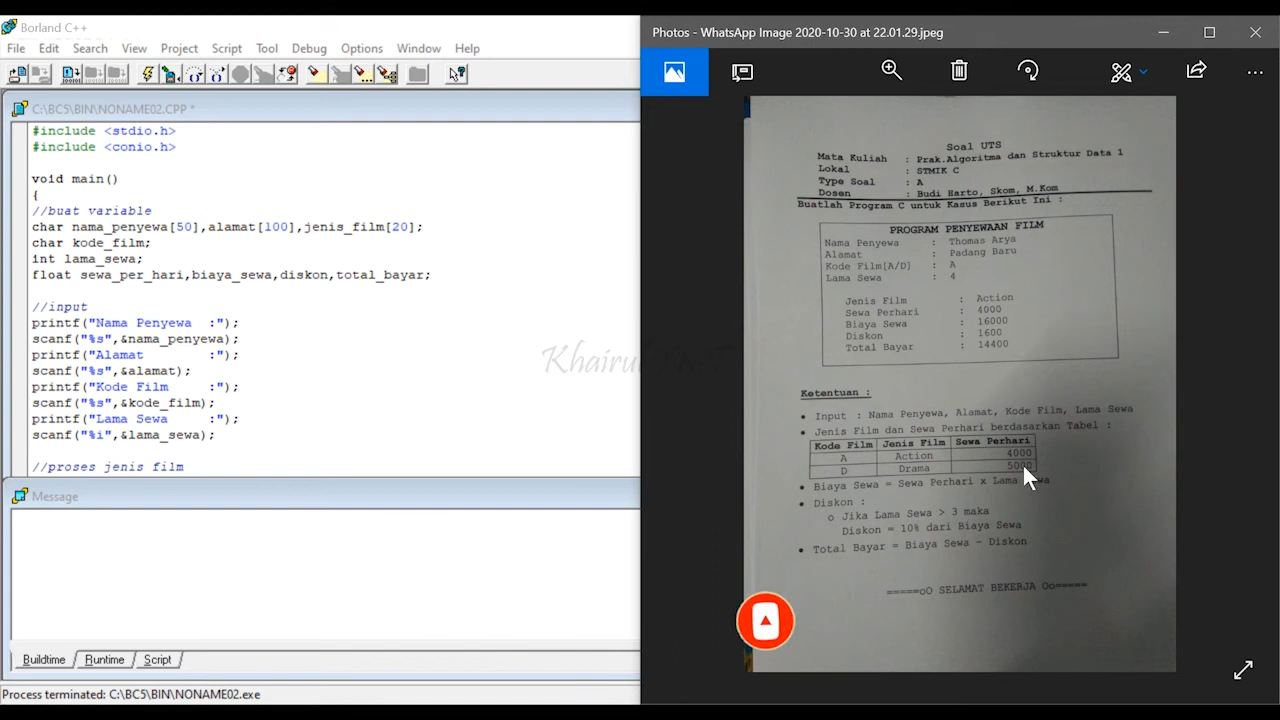 Borland C++
File Edit Search View Project Script Tool Debug Options Window Help
C:\BC5\BIN\NONAME02.CPP *
#include <stdio.h>
#include <conio.h>
void main()
{
//buat variable
char nama_penyewa[50],alamat[100],jenis_film[20];
char kode_film;
int lama_sewa;
float sewa_per_hari,biaya_sewa,diskon,total_bayar;
//input
printf("Nama Penyewa :");
scanf("%s",&nama_penyewa);
printf("Alamat :");
scanf("%s",&alamat);
printf("Kode Film :");
scanf("%s",&kode_film);
printf("Lama Sewa :");
scanf("%i",&lama_sewa);
//proses jenis film
Message
Buildtime Runtime Script
Process terminated: C:\BC5\BIN\NONAME02.exe
Photos - WhatsApp Image 2020-10-30 at 22.01.29.jpeg
Soal UTS
Mata Kuliah : Prak.Algoritma dan Struktur Data 1
Lokal : STMIK C
Type Soal : A
Dosen : Budi Harto, Skom, M.Kom
Buatlah Program C untuk Kasus Berikut Ini :
PROGRAM PENYEWAAN FILM
Nama Penyewa : Thomas Arya
Alamat : Padang Baru
Kode Film[A/D] : A
Lama Sewa : 4
Jenis Film : Action
Sewa Perhari : 4000
Biaya Sewa : 16000
Diskon : 1600
Total Bayar : 14400
Ketentuan :
• Input : Nama Penyewa, Alamat, Kode Film, Lama Sewa
• Jenis Film dan Sewa Perhari berdasarkan Tabel :
Kode Film Jenis Film Sewa Perhari
A Action 4000
D Drama 5000
• Biaya Sewa = Sewa Perhari x Lama Sewa
• Diskon :
o Jika Lama Sewa > 3 maka
Diskon = 10% dari Biaya Sewa
• Total Bayar = Biaya Sewa - Diskon
=====oO SELAMAT BEKERJA Oo=====